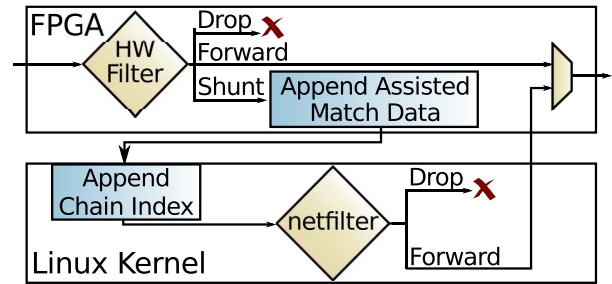 FPGA
HW
Filter
Drop
Forward
Shunt
Append Assisted
Match Data
Append
Chain Index
netfilter
Drop
Forward
Linux Kernel